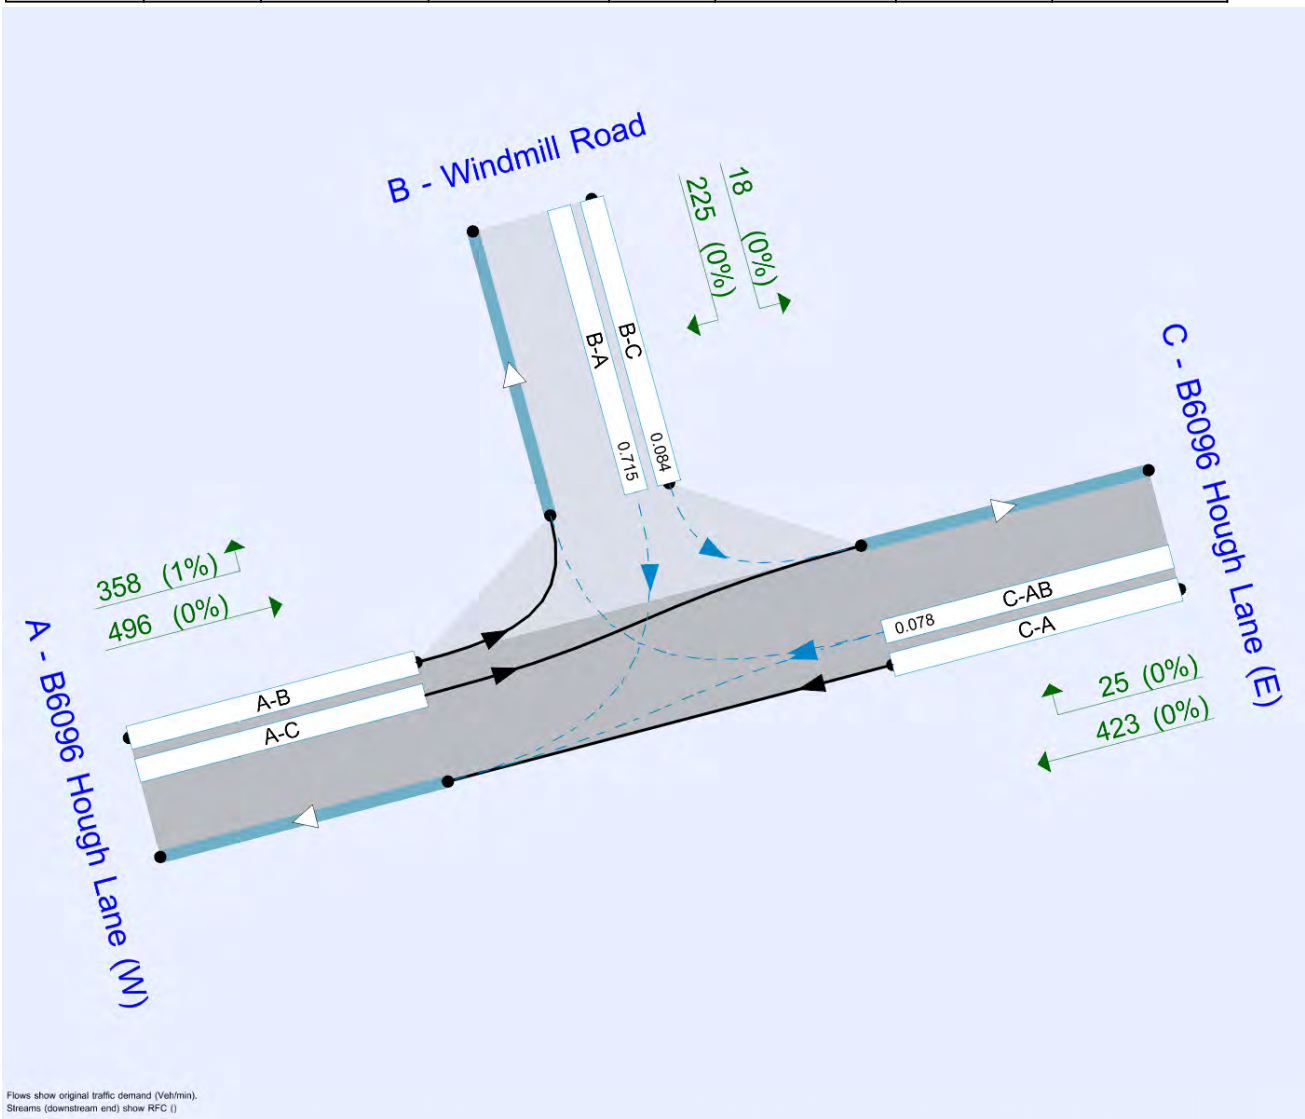 B - Windmill Road
18 (0%)
225 (0%)
B-A
B-C
0.715
0.084
C - B6096 Hough Lane (E)
358 (1%)
496 (0%)
A - B6096 Hough Lane (W)
A-B
A-C
C-AB
0.078
C-A
25 (0%)
423 (0%)
Flows show original traffic demand (Veh/min).
Streams (downstream end) show RFC ()